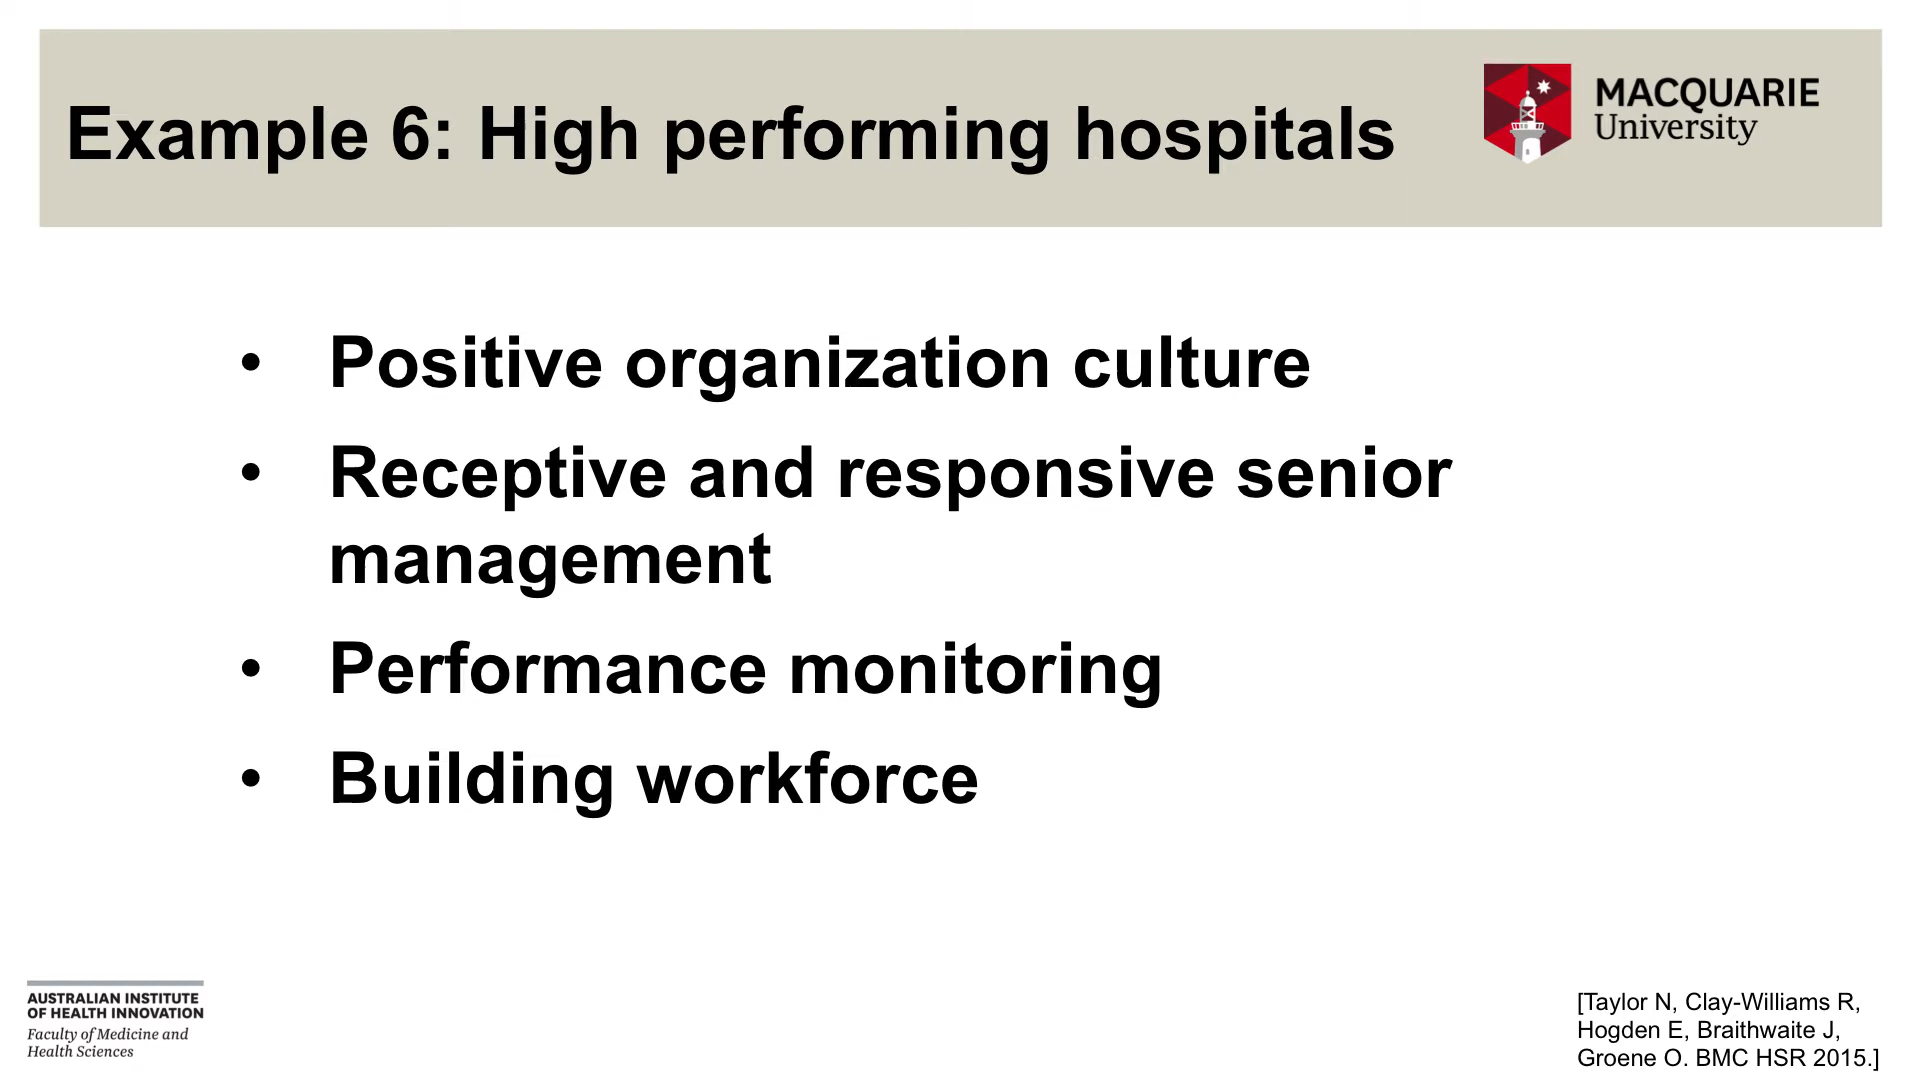 Example 6: High performing hospitals
MACQUARIE
University
• Positive organization culture
• Receptive and responsive senior
management
• Performance monitoring
• Building workforce
AUSTRALIAN INSTITUTE
OF HEALTH INNOVATION
Faculty of Medicine and
Health Sciences
[Taylor N, Clay-Williams R,
Hogden E, Braithwaite J,
Groene O. BMC HSR 2015.]